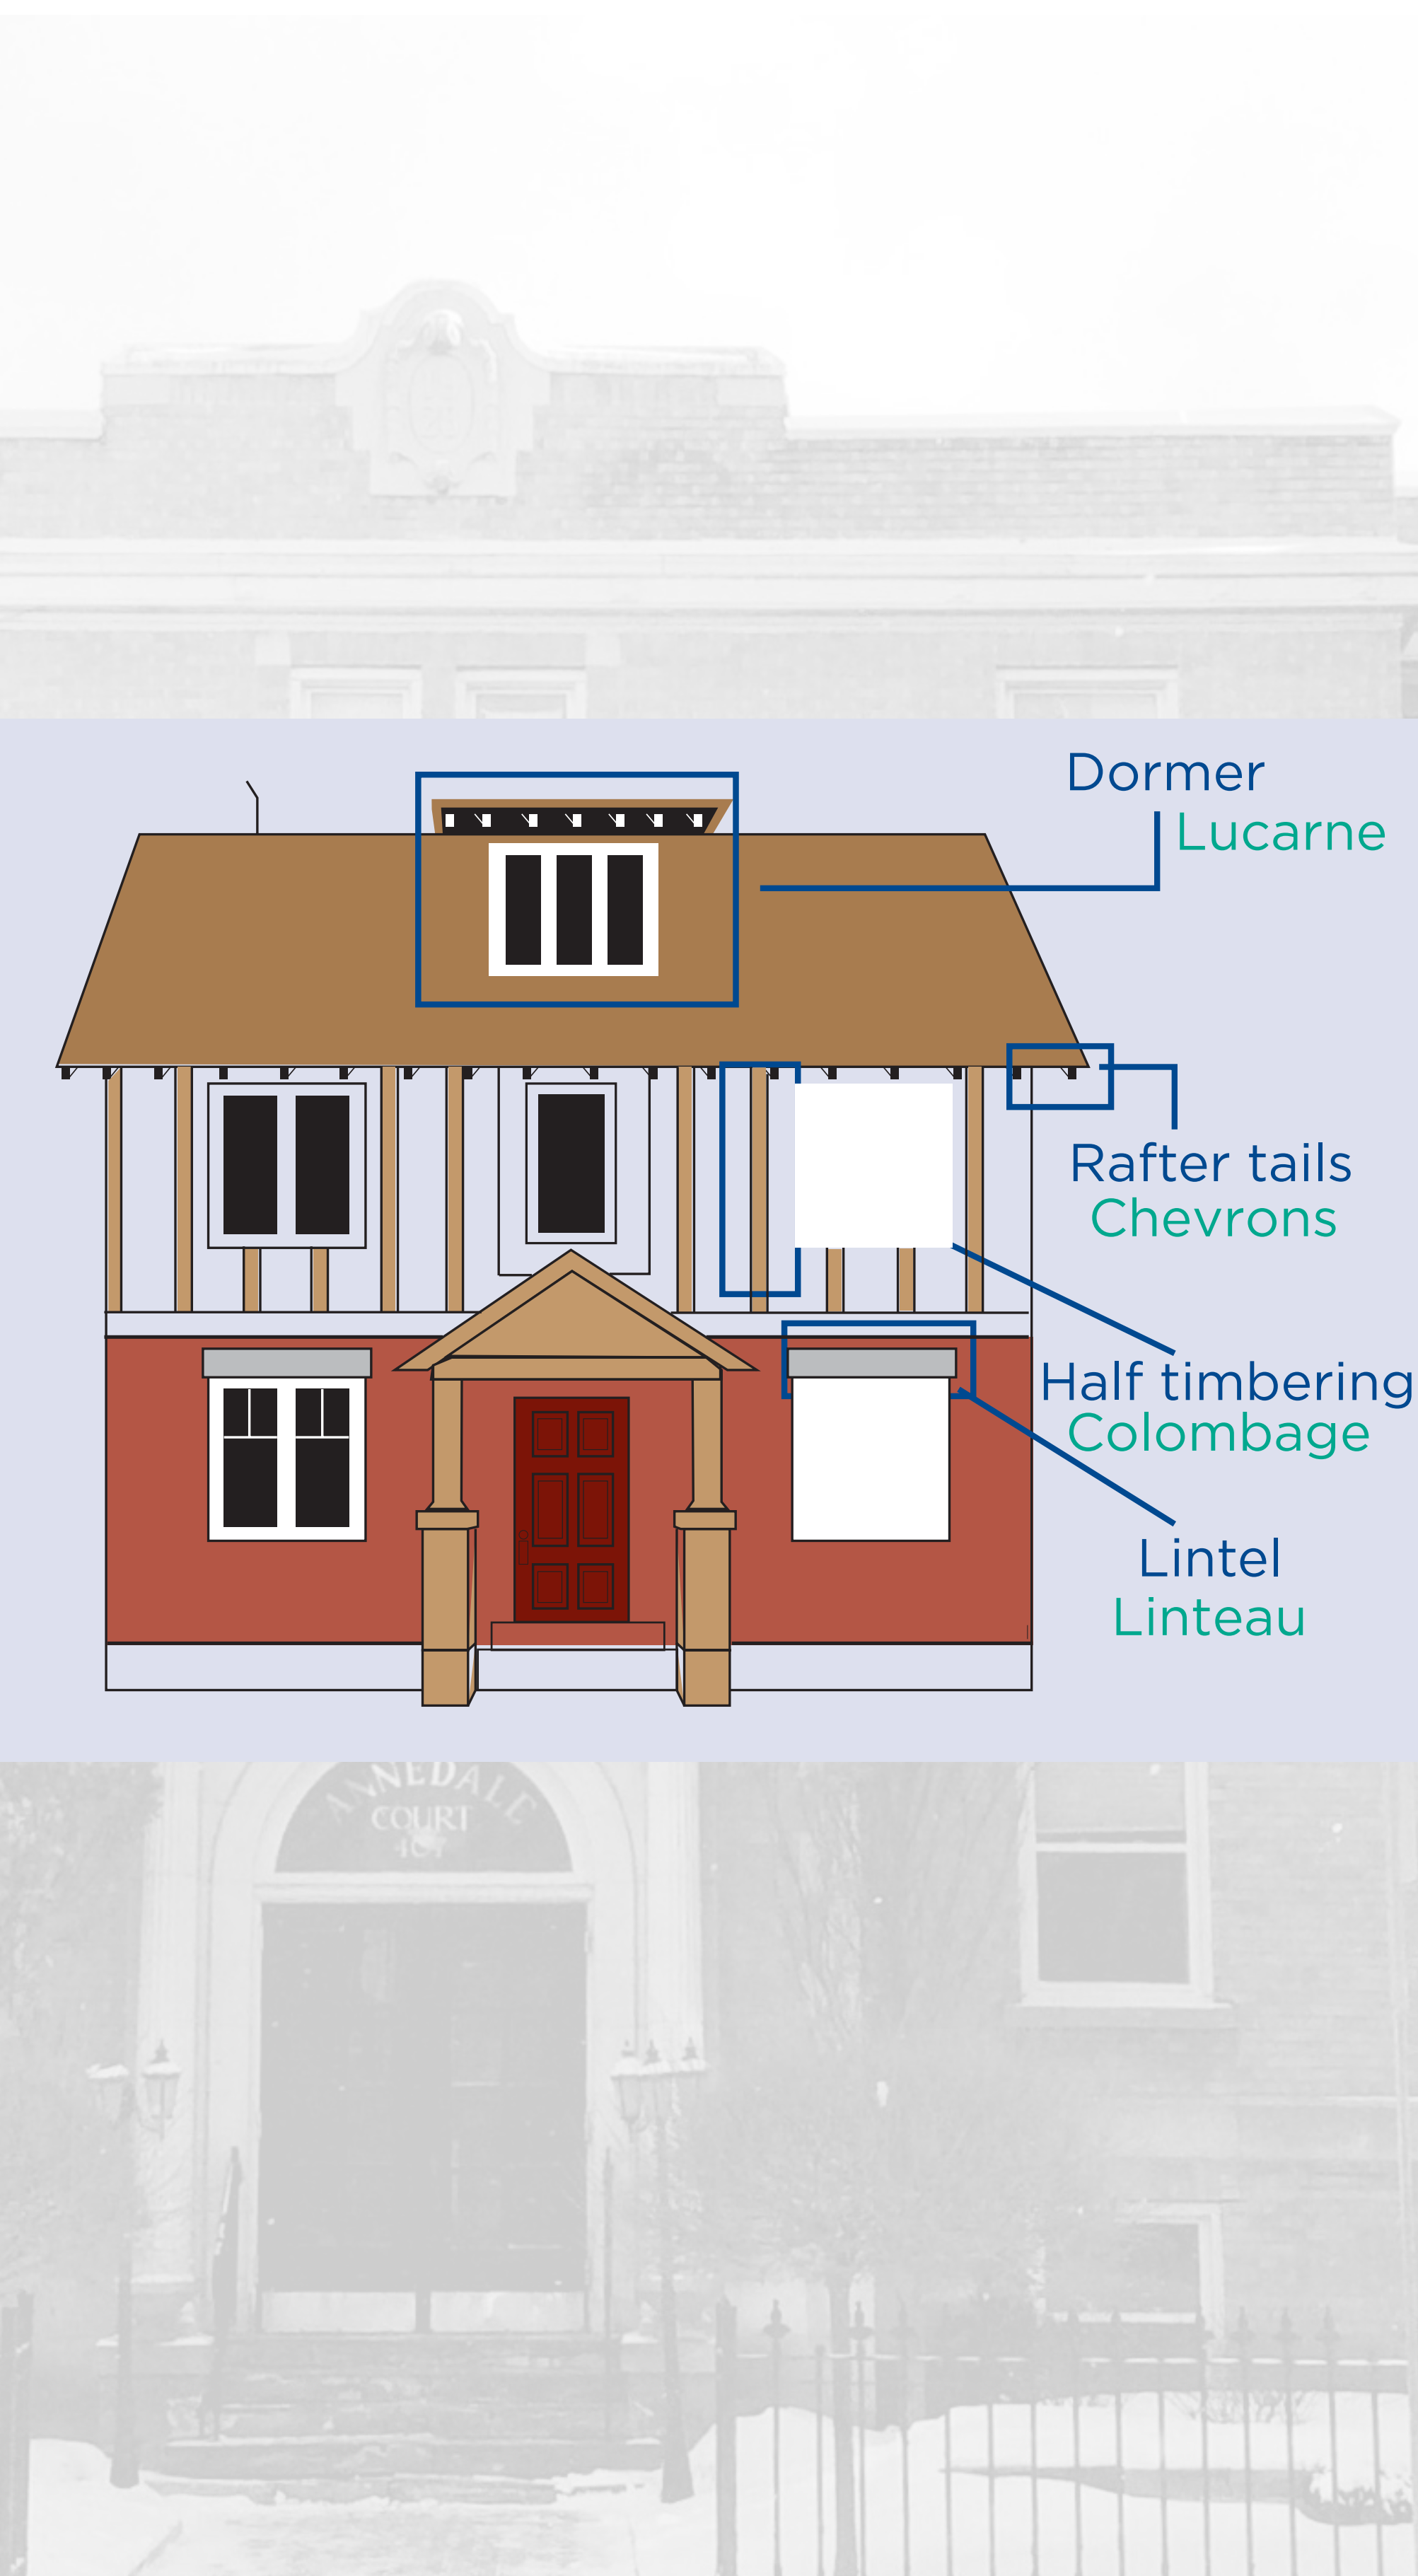 Dormer
Lucarne
Rafter tails
Chevrons
Half timbering
Colombage
Lintel
Linteau
ANNEDALE
COURT